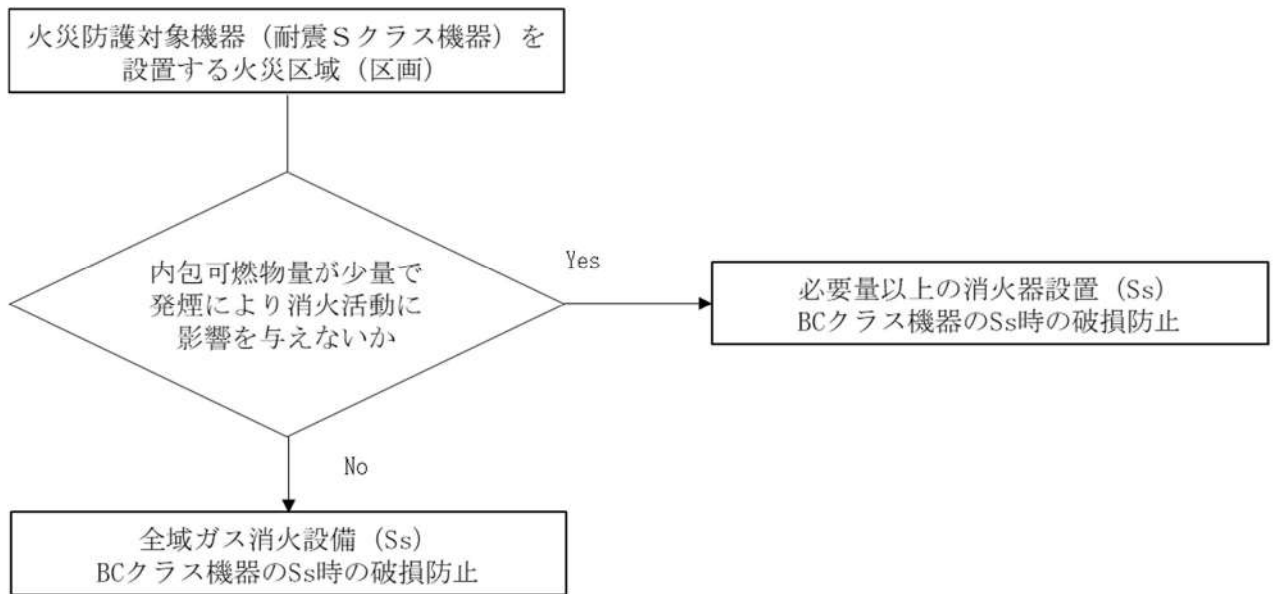 火災防護対象機器（耐震Ｓクラス機器）を
設置する火災区域（区画）
内包可燃物量が少量で
発煙により消火活動に
影響を与えないか
Yes
必要量以上の消火器設置（Ss）
BCクラス機器のSs時の破損防止
No
全域ガス消火設備（Ss）
BCクラス機器のSs時の破損防止